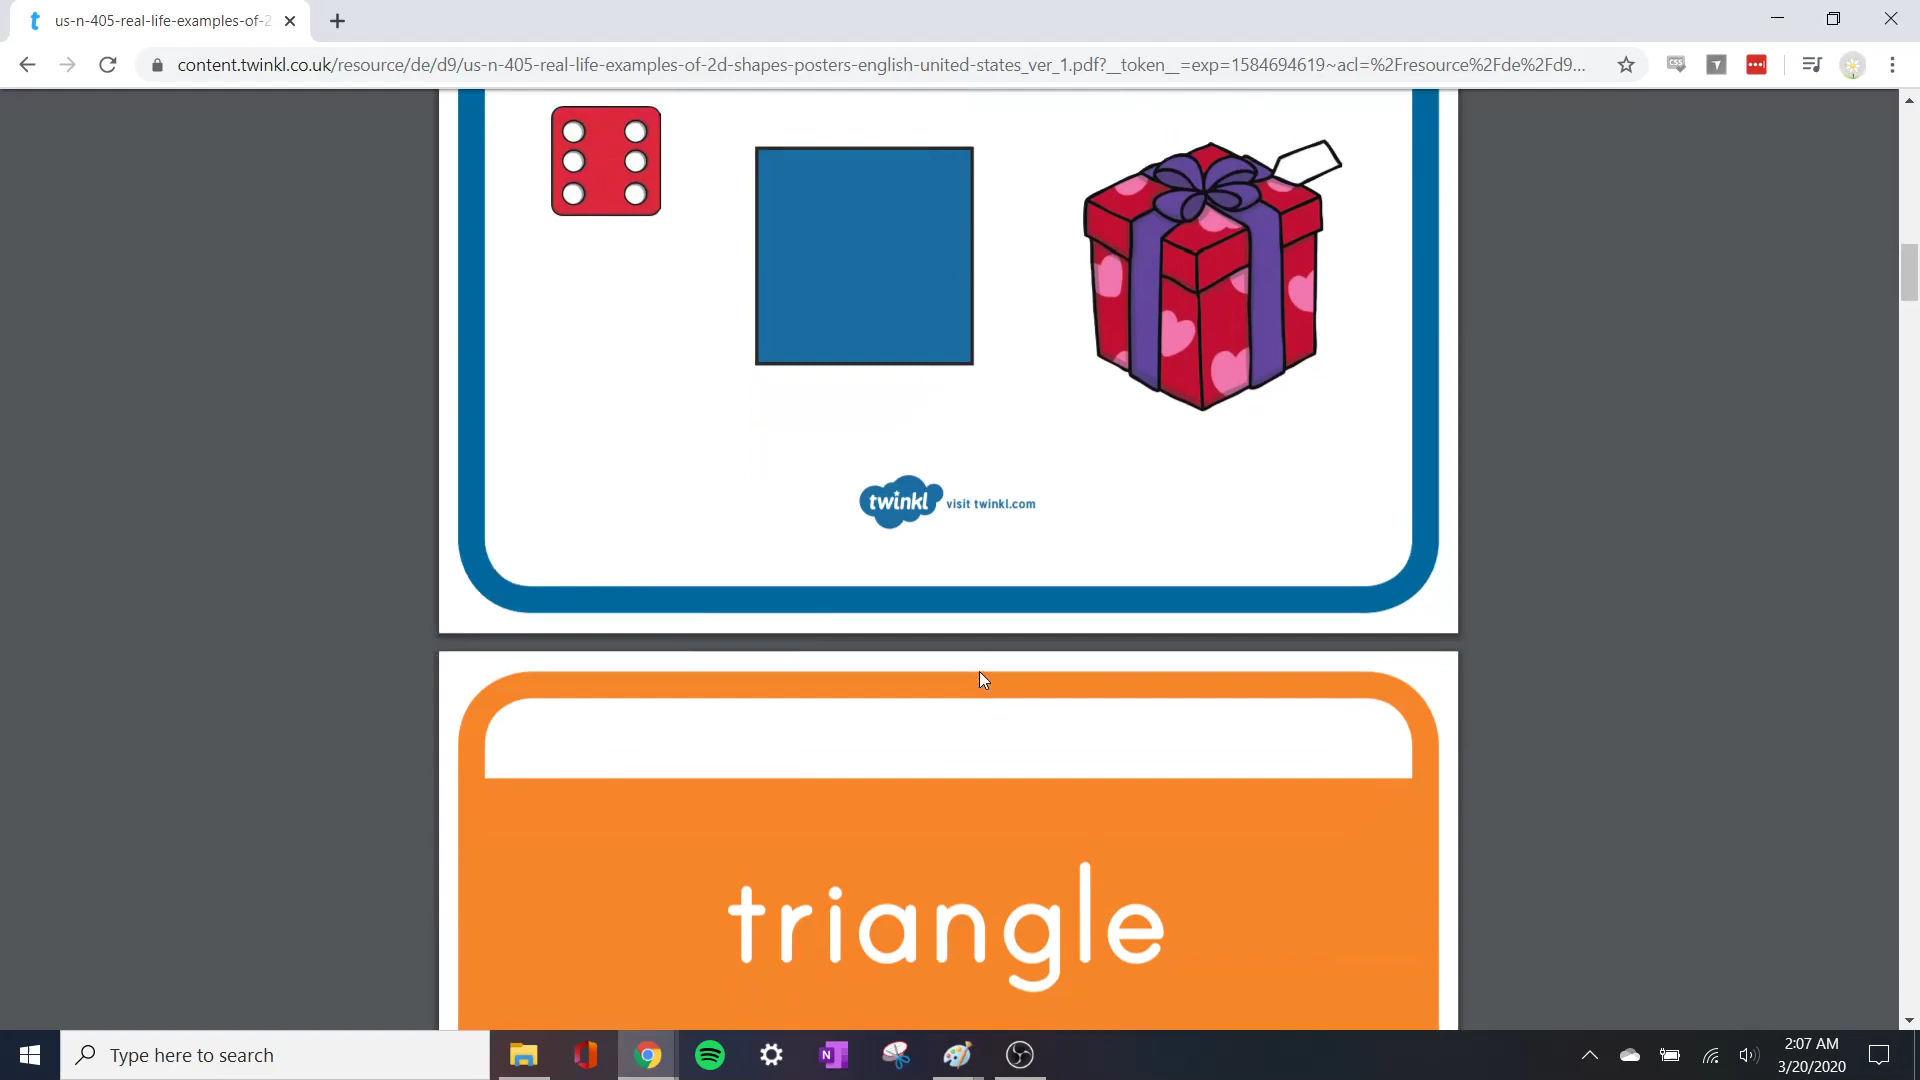 us-n-405-real-life-examples-of-2
content.twinkl.co.uk/resource/de/d9/us-n-405-real-life-examples-of-2d-shapes-posters-english-united-states_ver_1.pdf?__token__=exp=1584694619~acl=%2Fresource%2Fde%2Fd9...
CSS
twinkl visit twinkl.com
triangle
Type here to search
2:07 AM
3/20/2020